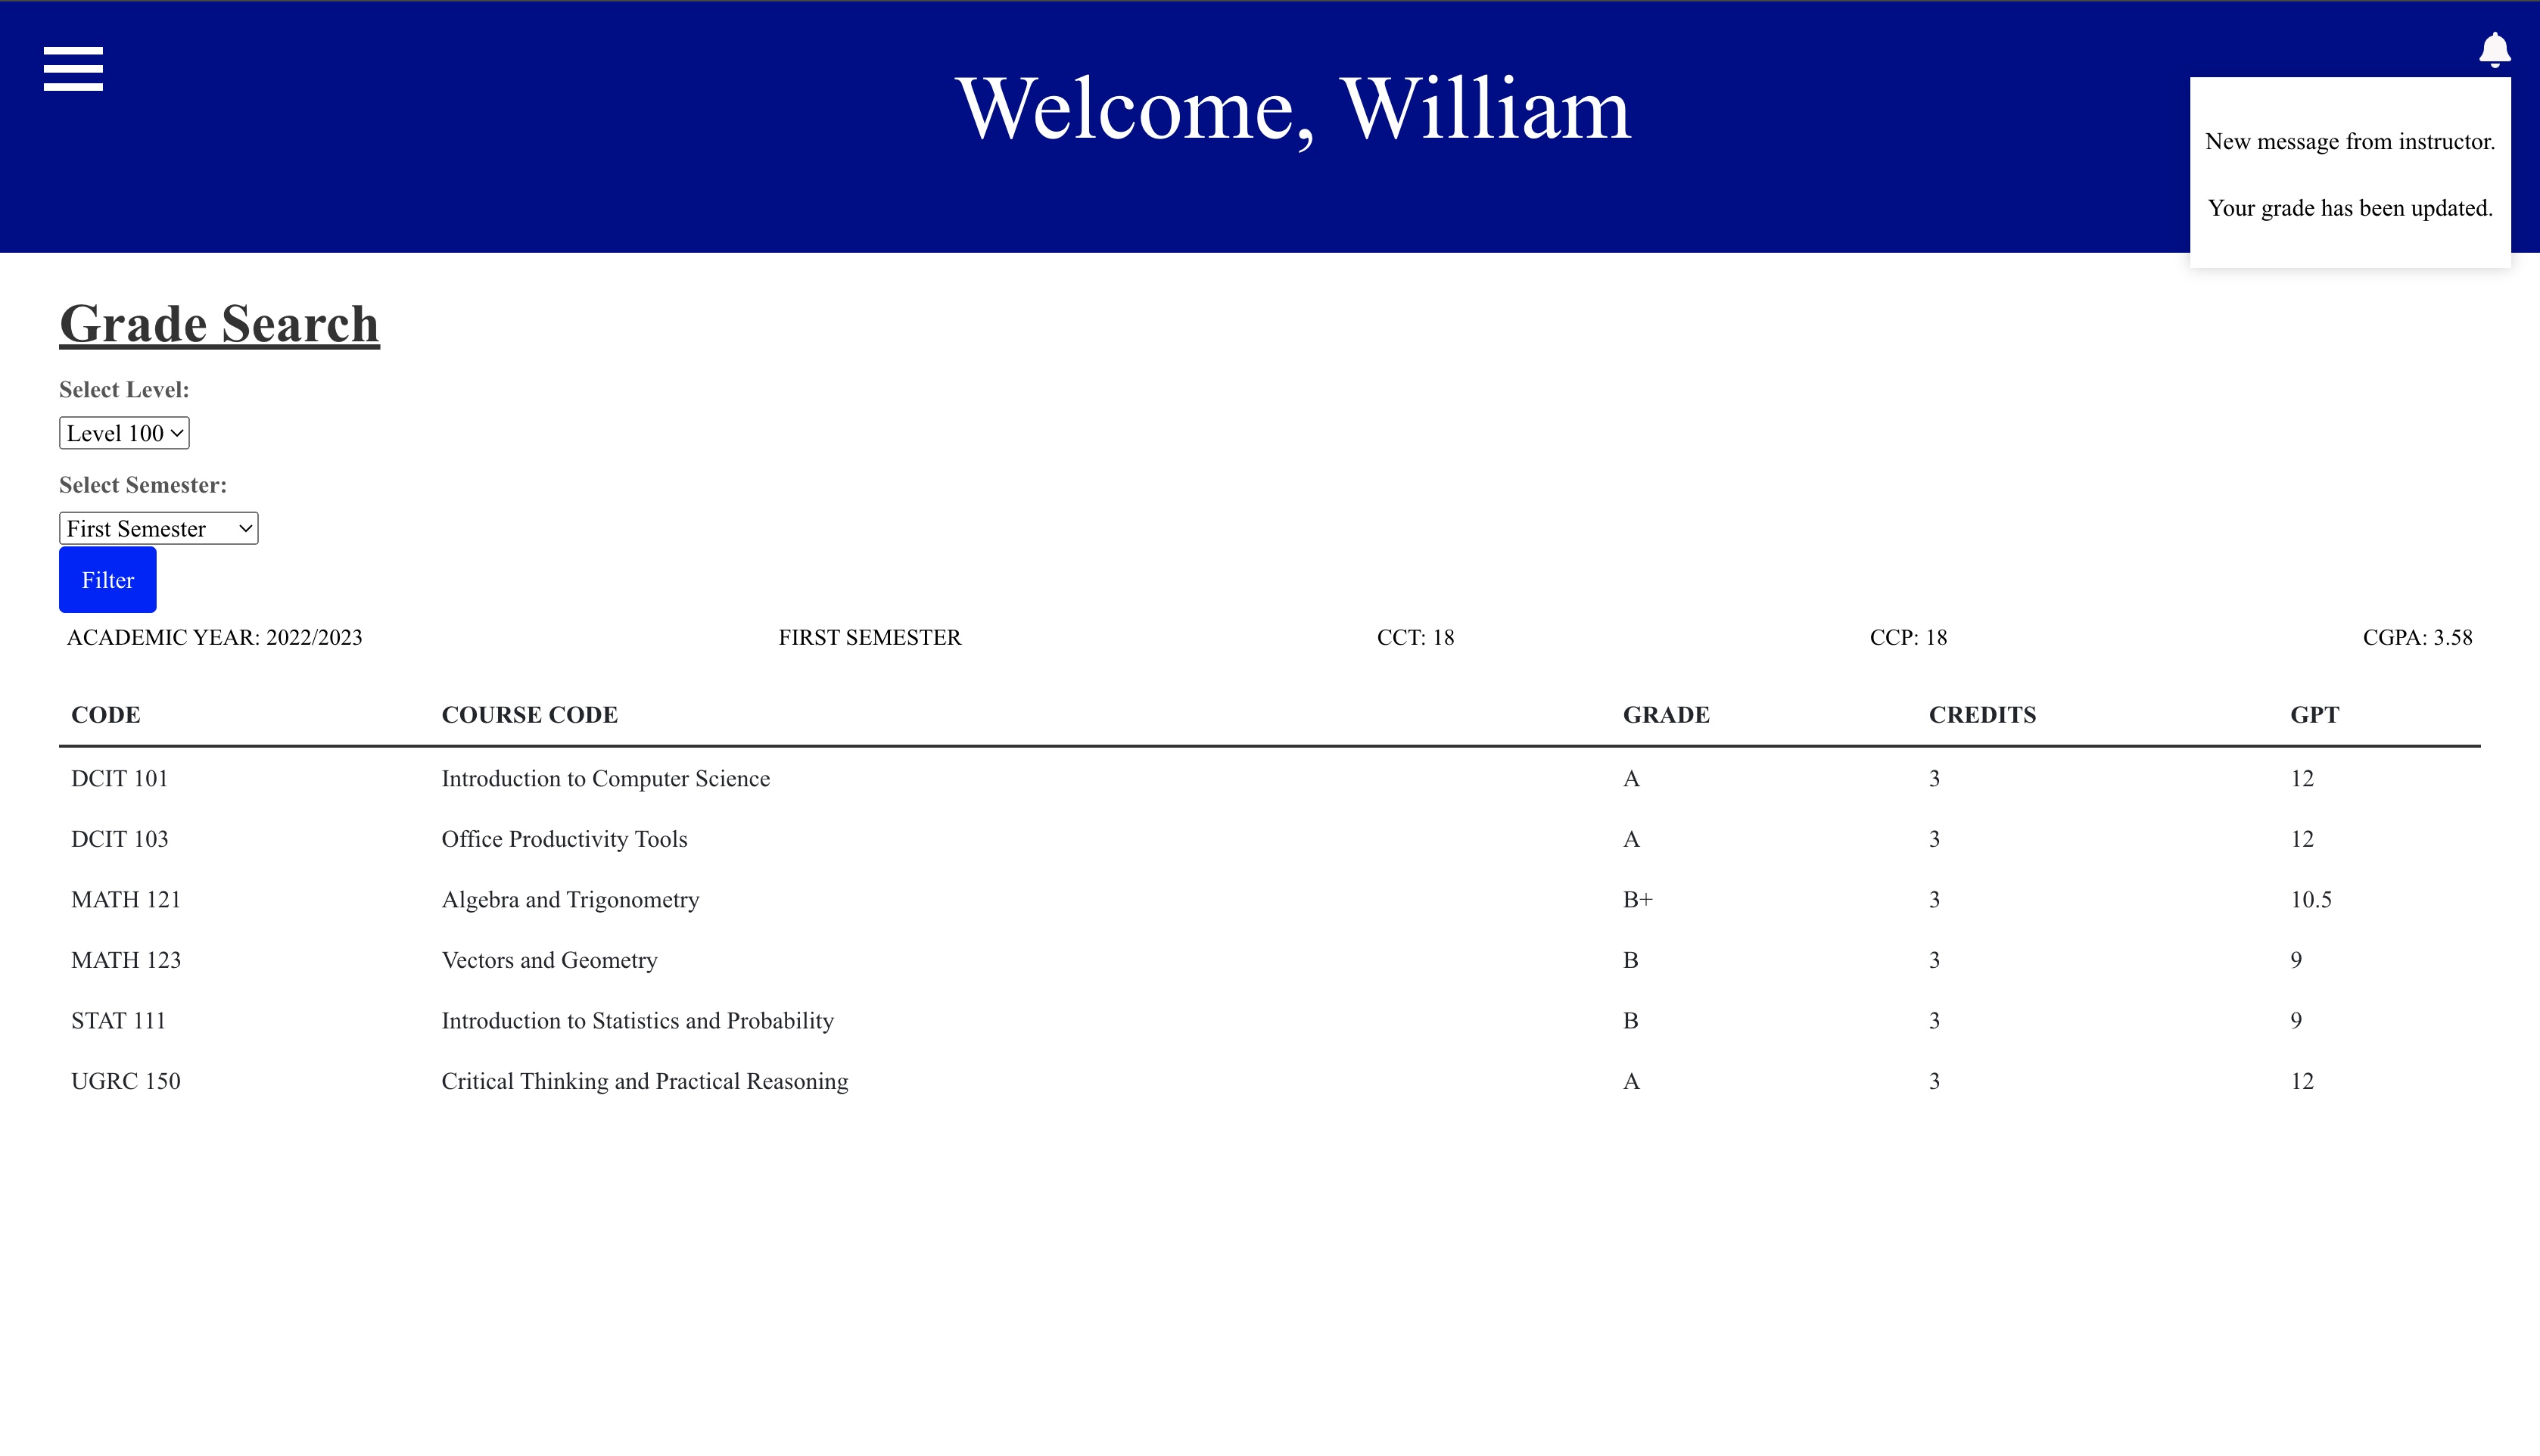 Welcome, William
New message from instructor.
Your grade has been updated.
Grade Search
Select Level:
Level 100
Select Semester:
First Semester
Filter
ACADEMIC YEAR: 2022/2023 FIRST SEMESTER CCT: 18 CCP: 18 CGPA: 3.58
CODE COURSE CODE GRADE CREDITS GPT
DCIT 101 Introduction to Computer Science A 3 12
DCIT 103 Office Productivity Tools A 3 12
MATH 121 Algebra and Trigonometry B+ 3 10.5
MATH 123 Vectors and Geometry B 3 9
STAT 111 Introduction to Statistics and Probability B 3 9
UGRC 150 Critical Thinking and Practical Reasoning A 3 12